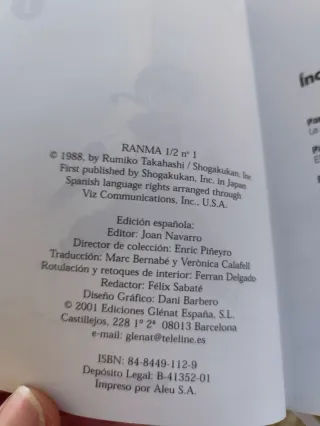 RANMA 1/2 nº 1
© 1988, by Rumiko Takahashi / Shogakukan, Inc
First published by Shogakukan, Inc. in Japan
Spanish language rights arranged through
Viz Communications, Inc., U.S.A.
Edición española:
Editor: Joan Navarro
Director de colección: Enric Piñeyro
Traducción: Marc Bernabé y Verònica Calafell
Rotulación y retoques de interior: Ferran Delgado
Redactor: Félix Sabaté
Diseño Gráfico: Dani Barbero
© 2001 Ediciones Glénat España, S.L.
Castillejos, 228 1º 2ª 08013 Barcelona
e-mail: glenat@teleline.es
ISBN: 84-8449-112-9
Depósito Legal: B-41352-01
Impreso por Aleu S.A.